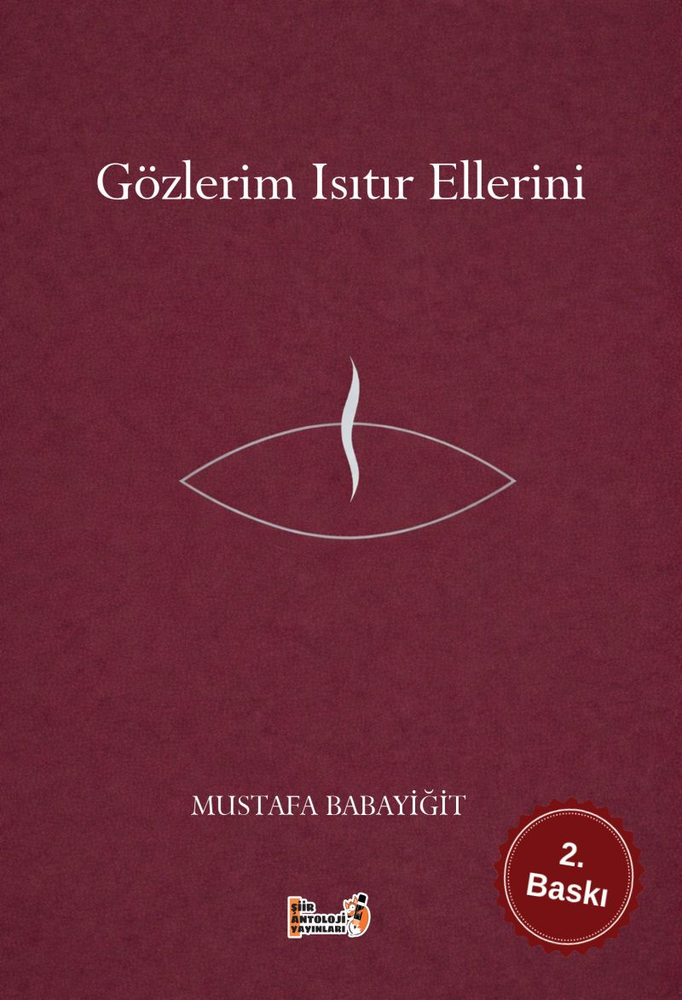 Gözlerim Isıtır Ellerini
MUSTAFA BABAYİĞİT
2.
Baskı
ŞİİR
ANTOLOJİ
YAYINLARI